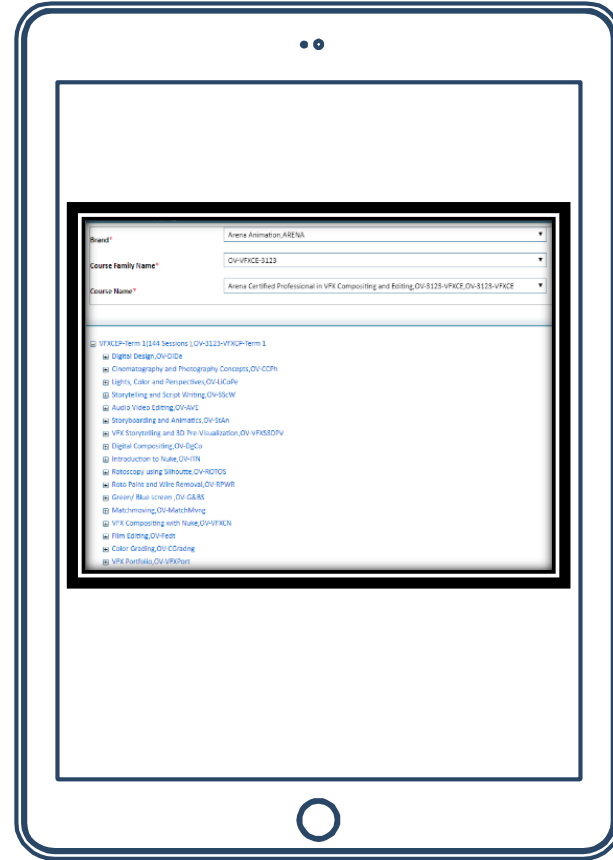 Brand*
Arena Animation,ARENA
Course Family Name*
OV-VFXCE-3123
Course Name*
Arena Certified Professional in VFX Compositing and Editing,OV-3123-VFXCE,OV-3123-VFXCE
VFXCEP-Term 1[144 Sessions ],OV-3123-VFXCP-Term 1
Digital Design,OV-DiDe
Cinematography and Photography Concepts,OV-CCPh
Lights, Color and Perspectives,OV-LiCoPe
Storytelling and Script Writing,OV-SScW
Audio Video Editing,OV-AVE
Storyboarding and Animatics,OV-StAn
VFX Storytelling and 3D Pre-Visualization,OV-VFXS3DPV
Digital Compositing,OV-DgCo
Introduction to Nuke,OV-ITN
Rotoscopy using Silhoutte,OV-ROTOS
Roto Paint and Wire Removal,OV-RPWR
Green/ Blue screen ,OV-G&BS
Matchmoving,OV-MatchMvng
VFX Compositing with Nuke,OV-VFXCN
Film Editing,OV-Fedt
Color Grading,OV-CGradng
VFX Portfolio,OV-VFXPort